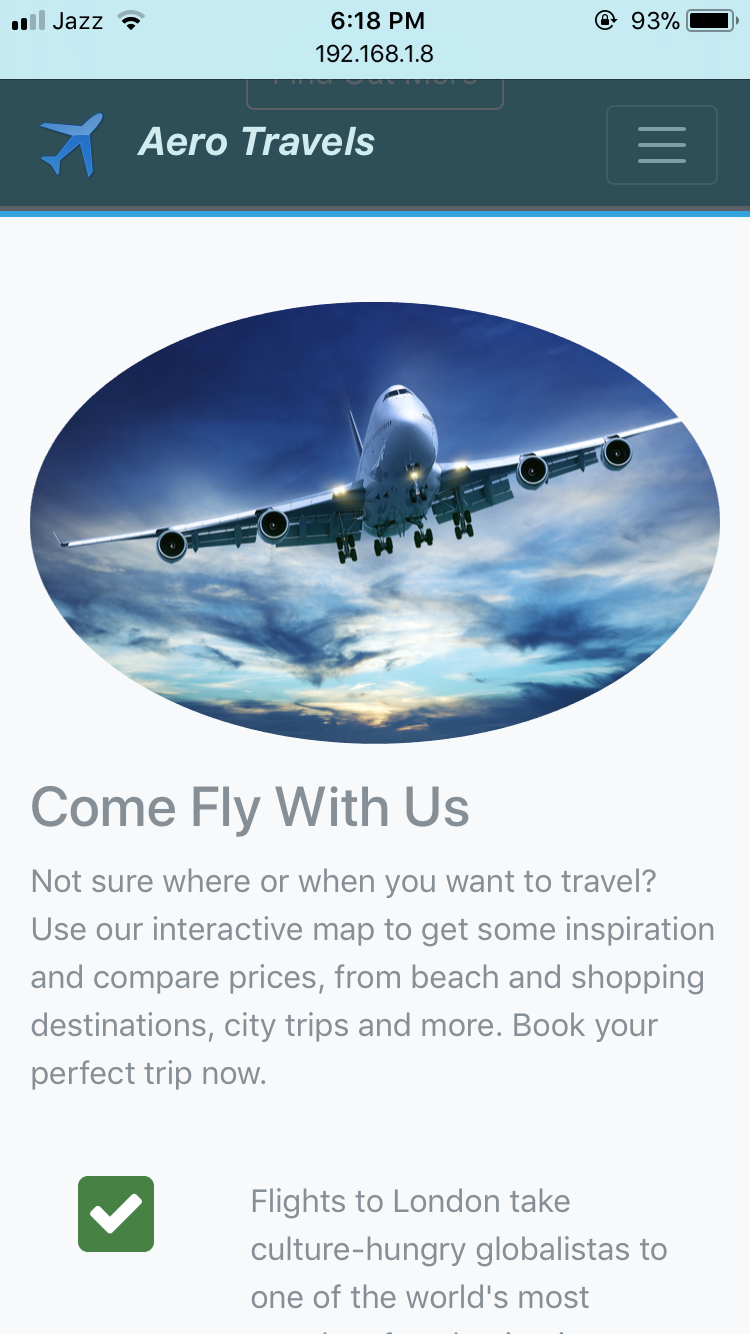 Jazz 6:18 PM 93%
192.168.1.8
Find Out More
Aero Travels
Come Fly With Us
Not sure where or when you want to travel?
Use our interactive map to get some inspiration
and compare prices, from beach and shopping
destinations, city trips and more. Book your
perfect trip now.
Flights to London take
culture-hungry globalistas to
one of the world's most